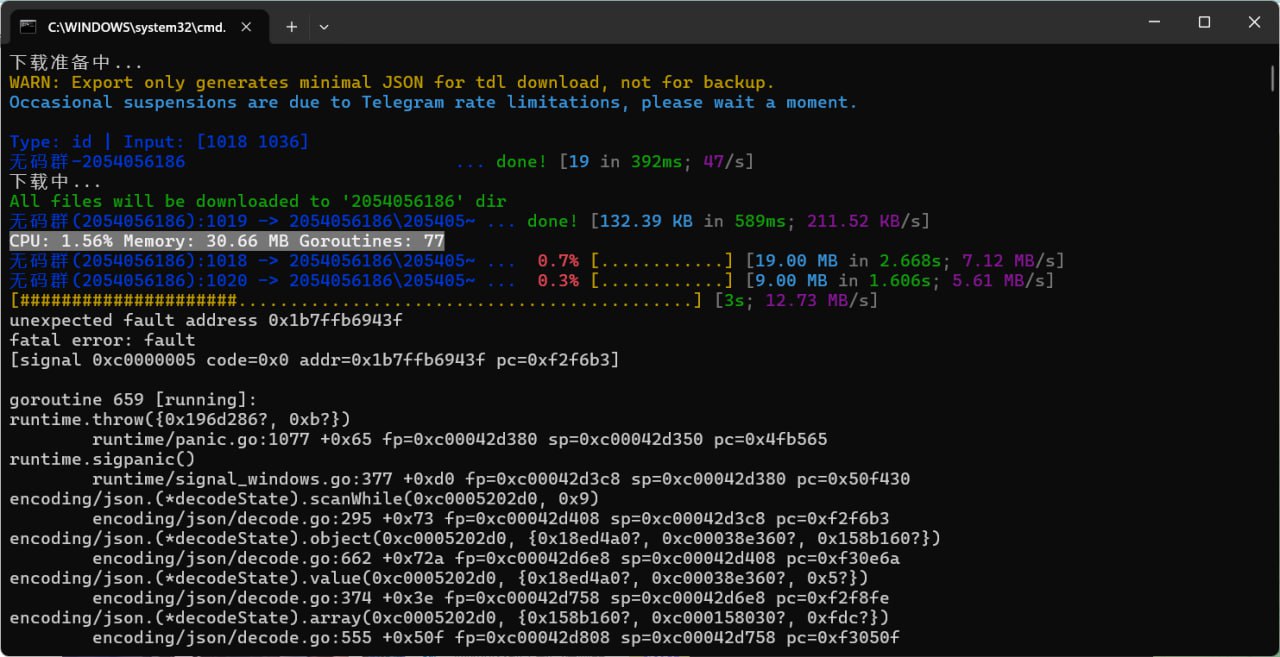 C:\WINDOWS\system32\cmd.
下载准备中...
WARN: Export only generates minimal JSON for tdl download, not for backup.
Occasional suspensions are due to Telegram rate limitations, please wait a moment.
Type: id | Input: [1018 1036]
无码群-2054056186 ... done! [19 in 392ms; 47/s]
下载中...
All files will be downloaded to '2054056186' dir
无码群(2054056186):1019 -> 2054056186\205405~ ... done! [132.39 KB in 589ms; 211.52 KB/s]
CPU: 1.56% Memory: 30.66 MB Goroutines: 77
无码群(2054056186):1018 -> 2054056186\205405~ ... 0.7% [............] [19.00 MB in 2.668s; 7.12 MB/s]
无码群(2054056186):1020 -> 2054056186\205405~ ... 0.3% [............] [9.00 MB in 1.606s; 5.61 MB/s]
[#####################............................................] [3s; 12.73 MB/s]
unexpected fault address 0x1b7ffb6943f
fatal error: fault
[signal 0xc0000005 code=0x0 addr=0x1b7ffb6943f pc=0xf2f6b3]
goroutine 659 [running]:
runtime.throw({0x196d286?, 0xb?})
runtime/panic.go:1077 +0x65 fp=0xc00042d380 sp=0xc00042d350 pc=0x4fb565
runtime.sigpanic()
runtime/signal_windows.go:377 +0xd0 fp=0xc00042d3c8 sp=0xc00042d380 pc=0x50f430
encoding/json.(*decodeState).scanWhile(0xc0005202d0, 0x9)
encoding/json/decode.go:295 +0x73 fp=0xc00042d408 sp=0xc00042d3c8 pc=0xf2f6b3
encoding/json.(*decodeState).object(0xc0005202d0, {0x18ed4a0?, 0xc00038e360?, 0x158b160?})
encoding/json/decode.go:662 +0x72a fp=0xc00042d6e8 sp=0xc00042d408 pc=0xf30e6a
encoding/json.(*decodeState).value(0xc0005202d0, {0x18ed4a0?, 0xc00038e360?, 0x5?})
encoding/json/decode.go:374 +0x3e fp=0xc00042d758 sp=0xc00042d6e8 pc=0xf2f8fe
encoding/json.(*decodeState).array(0xc0005202d0, {0x158b160?, 0xc000158030?, 0xfdc?})
encoding/json/decode.go:555 +0x50f fp=0xc00042d808 sp=0xc00042d758 pc=0xf3050f